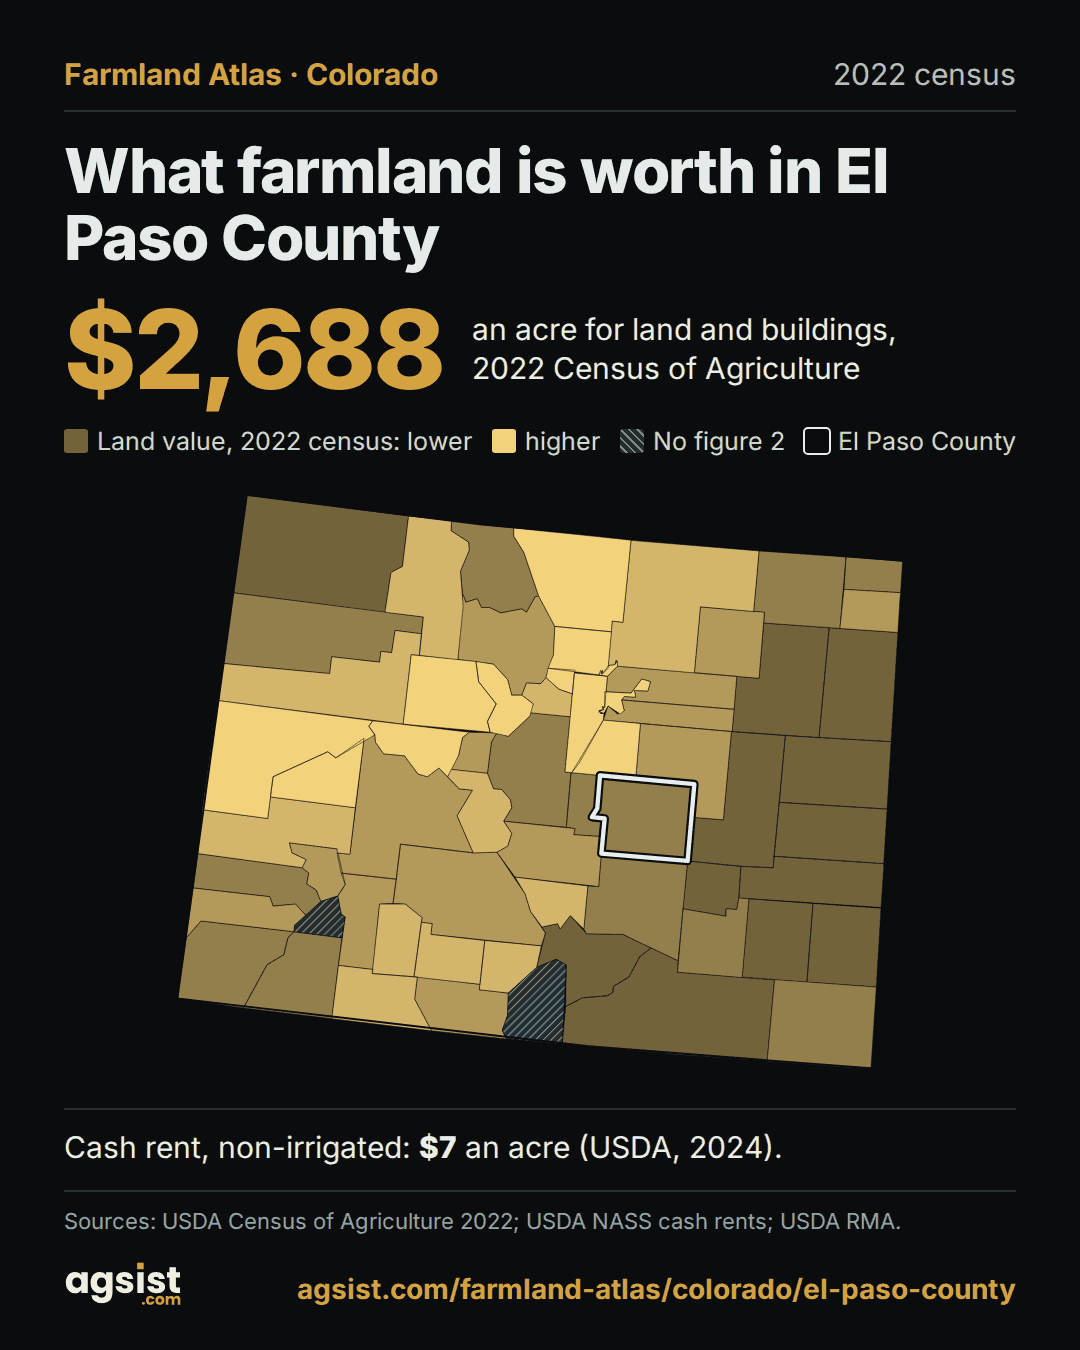 Farmland Atlas · Colorado
2022 census
What farmland is worth in El
Paso County
$2,688
an acre for land and buildings,
2022 Census of Agriculture
Land value, 2022 census: lower
higher
No figure 2
El Paso County
Cash rent, non-irrigated: $7 an acre (USDA, 2024).
Sources: USDA Census of Agriculture 2022; USDA NASS cash rents; USDA RMA.
agsist
.com
agsist.com/farmland-atlas/colorado/el-paso-county